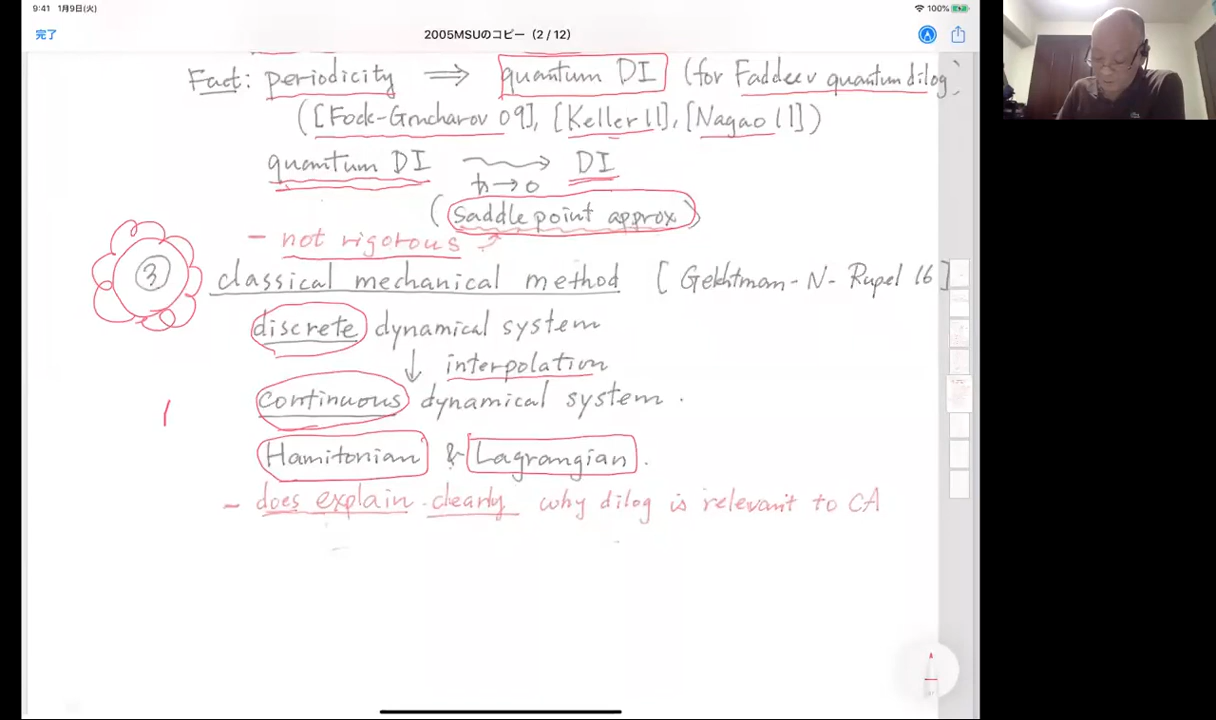 9:41 1月9日(火)
100%
完了
2005MSUのコピー (2 / 12)
Fact: periodicity ⟹ quantum DI (for Faddeev quantum dilog)
([Fock-Goncharov 09], [Keller 11], [Nagao 11])
quantum DI ⇝ DI
ħ→0
(saddle point approx)
- not rigorous
③ classical mechanical method [Gekhtman-N-Rupel 16]
discrete dynamical system
↓ interpolation
continuous dynamical system.
Hamitonian & Lagrangian.
- does explain clearly why dilog is relevant to CA